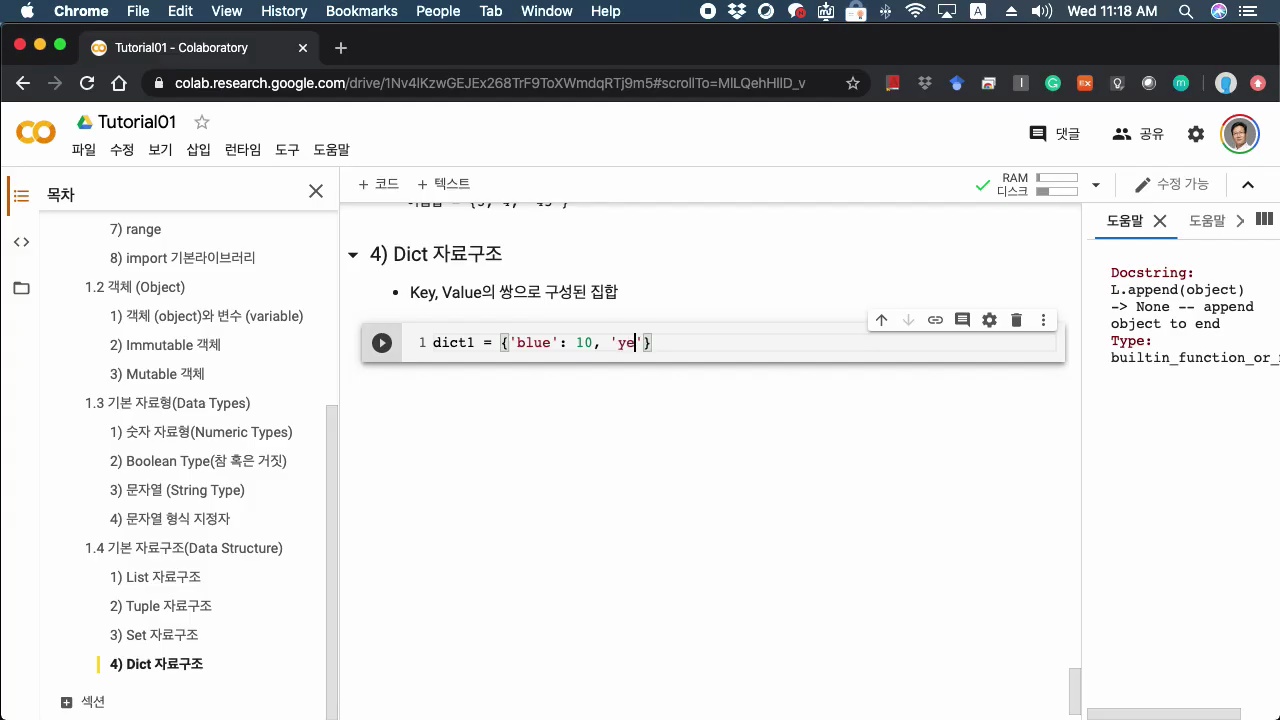 Chrome File Edit View History Bookmarks People Tab Window Help A Wed 11:18 AM
Tutorial01 - Colaboratory
colab.research.google.com/drive/1Nv4lKzwGEJEx268TrF9ToXWmdqRTj9m5#scrollTo=MlLQehHlID_v
Tutorial01
댓글 공유
파일 수정 보기 삽입 런타임 도구 도움말
목차
+ 코드 + 텍스트
RAM
디스크
수정 가능
7) range
8) import 기본라이브러리
1.2 객체 (Object)
1) 객체 (object)와 변수 (variable)
2) Immutable 객체
3) Mutable 객체
1.3 기본 자료형(Data Types)
1) 숫자 자료형(Numeric Types)
2) Boolean Type(참 혹은 거짓)
3) 문자열 (String Type)
4) 문자열 형식 지정자
1.4 기본 자료구조(Data Structure)
1) List 자료구조
2) Tuple 자료구조
3) Set 자료구조
4) Dict 자료구조
섹션
4) Dict 자료구조
• Key, Value의 쌍으로 구성된 집합
1 dict1 = {'blue': 10, 'ye'}
도움말 도움말
Docstring:
L.append(object)
-> None -- append
object to end
Type:
builtin_function_or_